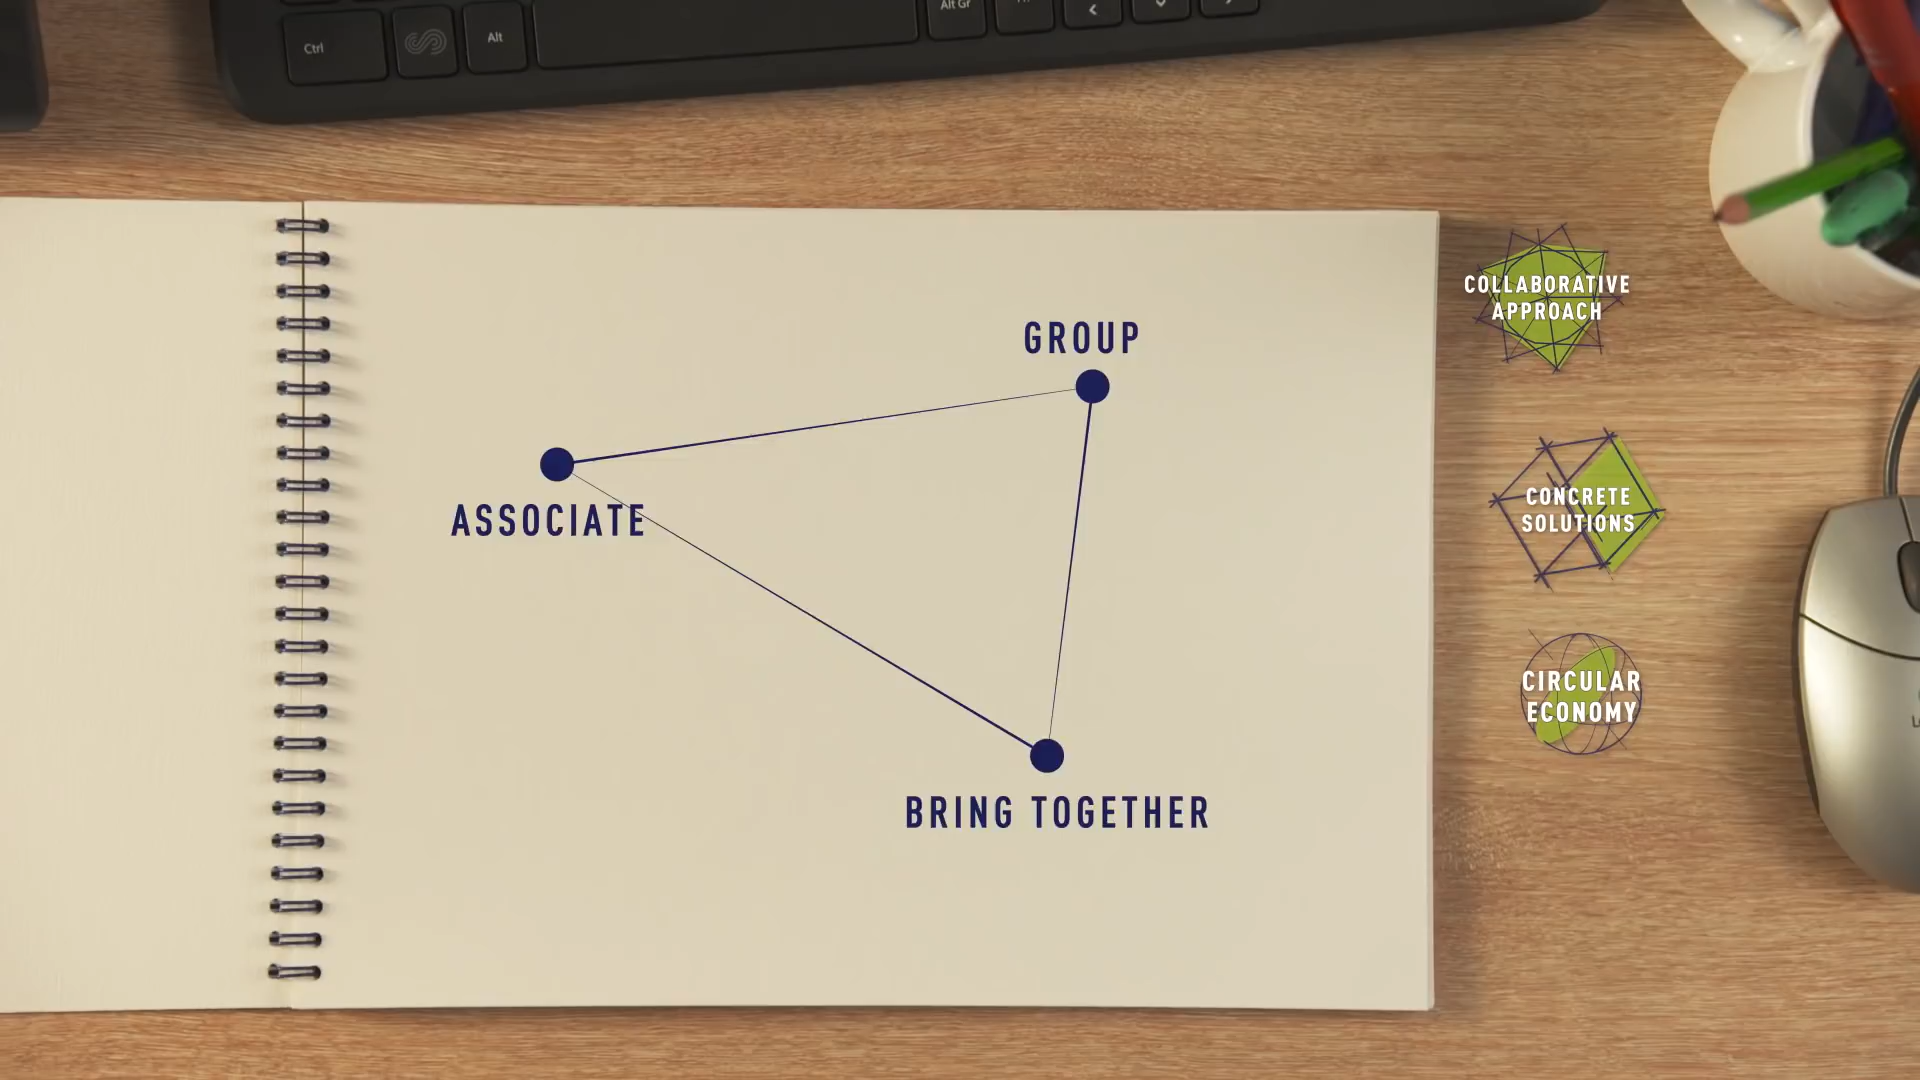 Ctrl
Alt
Alt Gr
GROUP
ASSOCIATE
BRING TOGETHER
COLLABORATIVE
APPROACH
CONCRETE
SOLUTIONS
CIRCULAR
ECONOMY